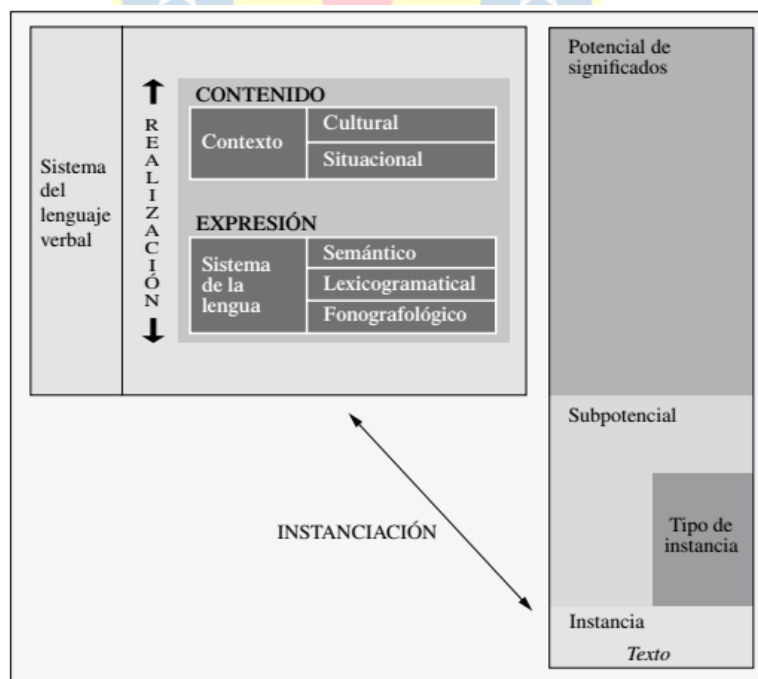 Sistema
del
lenguaje
verbal
REALIZACIÓN
CONTENIDO
Contexto
Cultural
Situacional
EXPRESIÓN
Sistema
de la
lengua
Semántico
Lexicogramatical
Fonografológico
INSTANCIACIÓN
Potencial de
significados
Subpotencial
Tipo de
instancia
Instancia
Texto